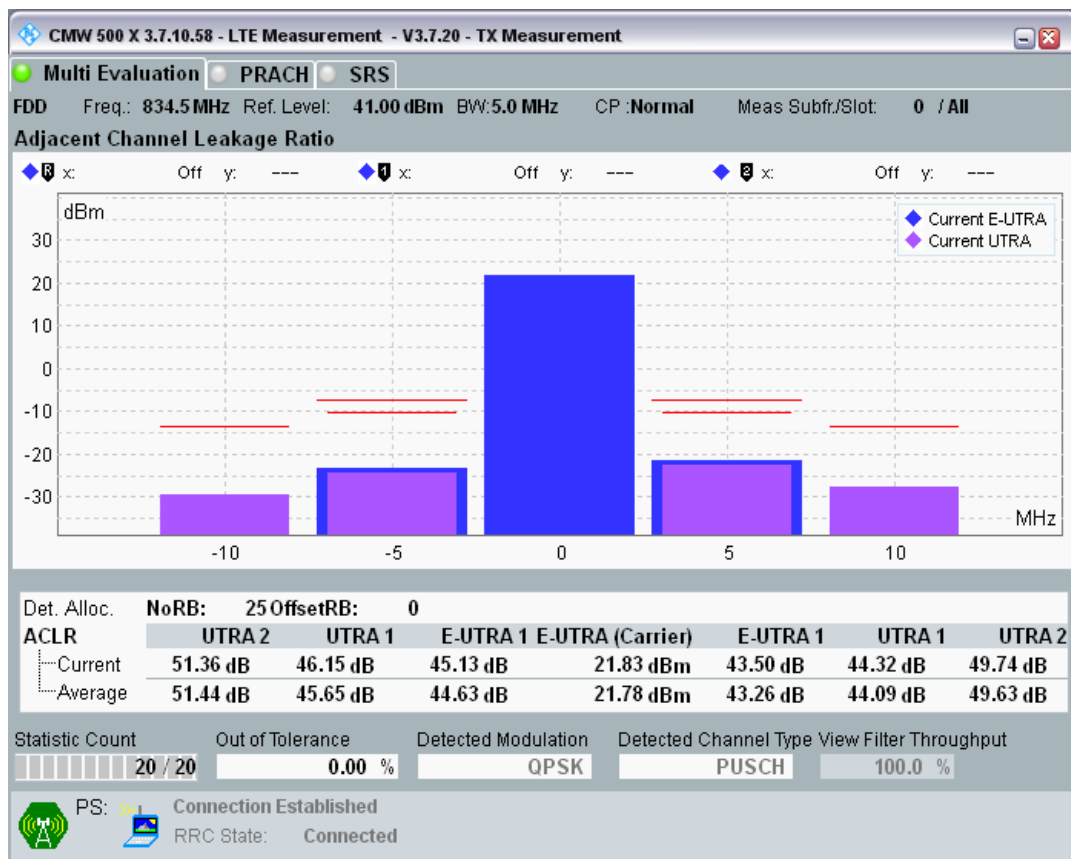 CMW 500 X 3.7.10.58 - LTE Measurement - V3.7.20 - TX Measurement
Multi Evaluation PRACH SRS
FDD Freq.: 834.5 MHz Ref. Level: 41.00 dBm BW:5.0 MHz CP :Normal Meas Subfr./Slot: 0 / All
Adjacent Channel Leakage Ratio
R x: Off y: --- 1 x: Off y: --- 2 x: Off y: ---
dBm
Current E-UTRA
Current UTRA
30
20
10
0
-10
-20
-30
MHz
-10 -5 0 5 10
Det. Alloc. NoRB: 25 OffsetRB: 0
ACLR UTRA 2 UTRA 1 E-UTRA 1 E-UTRA (Carrier) E-UTRA 1 UTRA 1 UTRA 2
Current 51.36 dB 46.15 dB 45.13 dB 21.83 dBm 43.50 dB 44.32 dB 49.74 dB
Average 51.44 dB 45.65 dB 44.63 dB 21.78 dBm 43.26 dB 44.09 dB 49.63 dB
Statistic Count Out of Tolerance Detected Modulation Detected Channel Type View Filter Throughput
20 / 20 0.00 % QPSK PUSCH 100.0 %
PS: Connection Established
RRC State: Connected